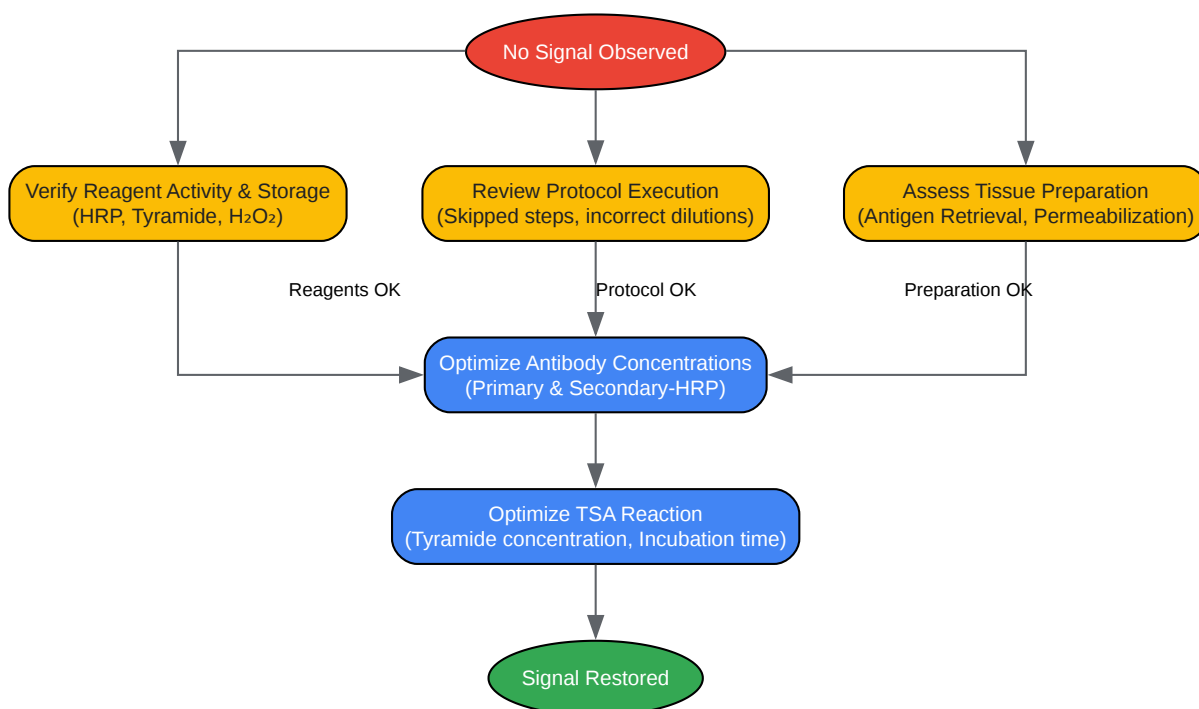 No Signal Observed
Verify Reagent Activity & Storage
(HRP, Tyramide, H₂O₂)
Review Protocol Execution
(Skipped steps, incorrect dilutions)
Assess Tissue Preparation
(Antigen Retrieval, Permeabilization)
Reagents OK
Protocol OK
Preparation OK
Optimize Antibody Concentrations
(Primary & Secondary-HRP)
Optimize TSA Reaction
(Tyramide concentration, Incubation time)
Signal Restored